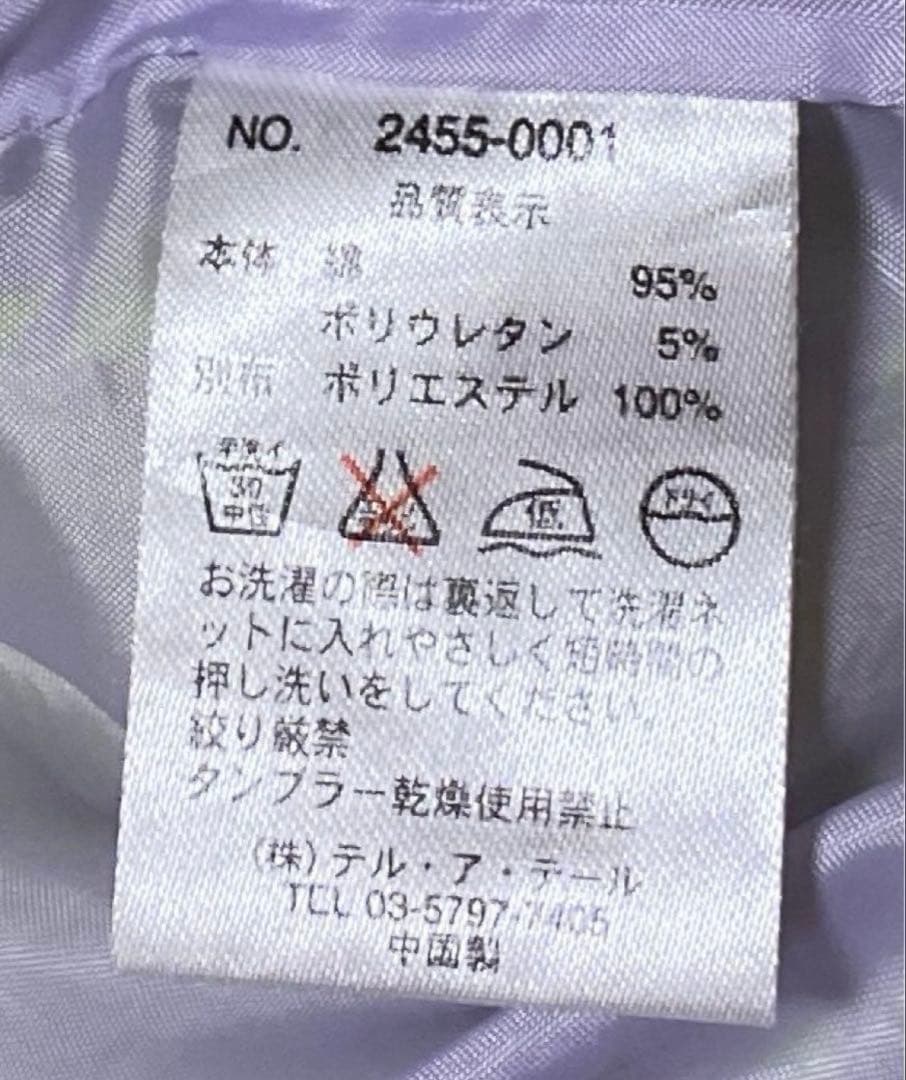 NO. 2455-0001
品質表示
本体 綿 95%
ポリウレタン 5%
別布 ポリエステル 100%
手洗イ
30
中性
低
ドライ
お洗濯の際は裏返して洗濯ネ
ットに入れやさしく短時間の
押し洗いをしてください
絞り厳禁
タンブラー乾燥使用禁止
(株)テル・ア・テール
TEL 03-5797-7405
中国製